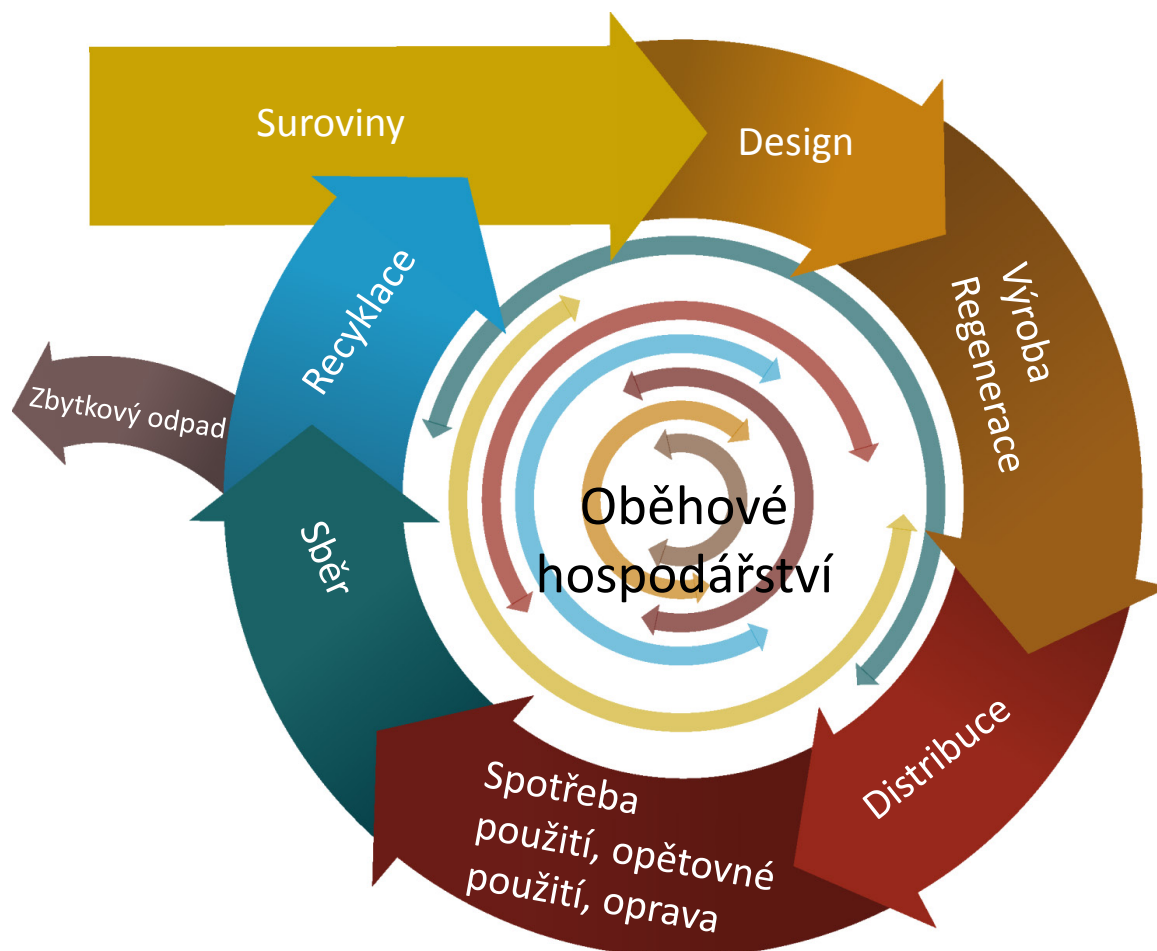 Suroviny
Design
Výroba
Regenerace
Distribuce
Spotřeba
použití, opětovné
použití, oprava
Sběr
Recyklace
Zbytkový odpad
Oběhové
hospodářství